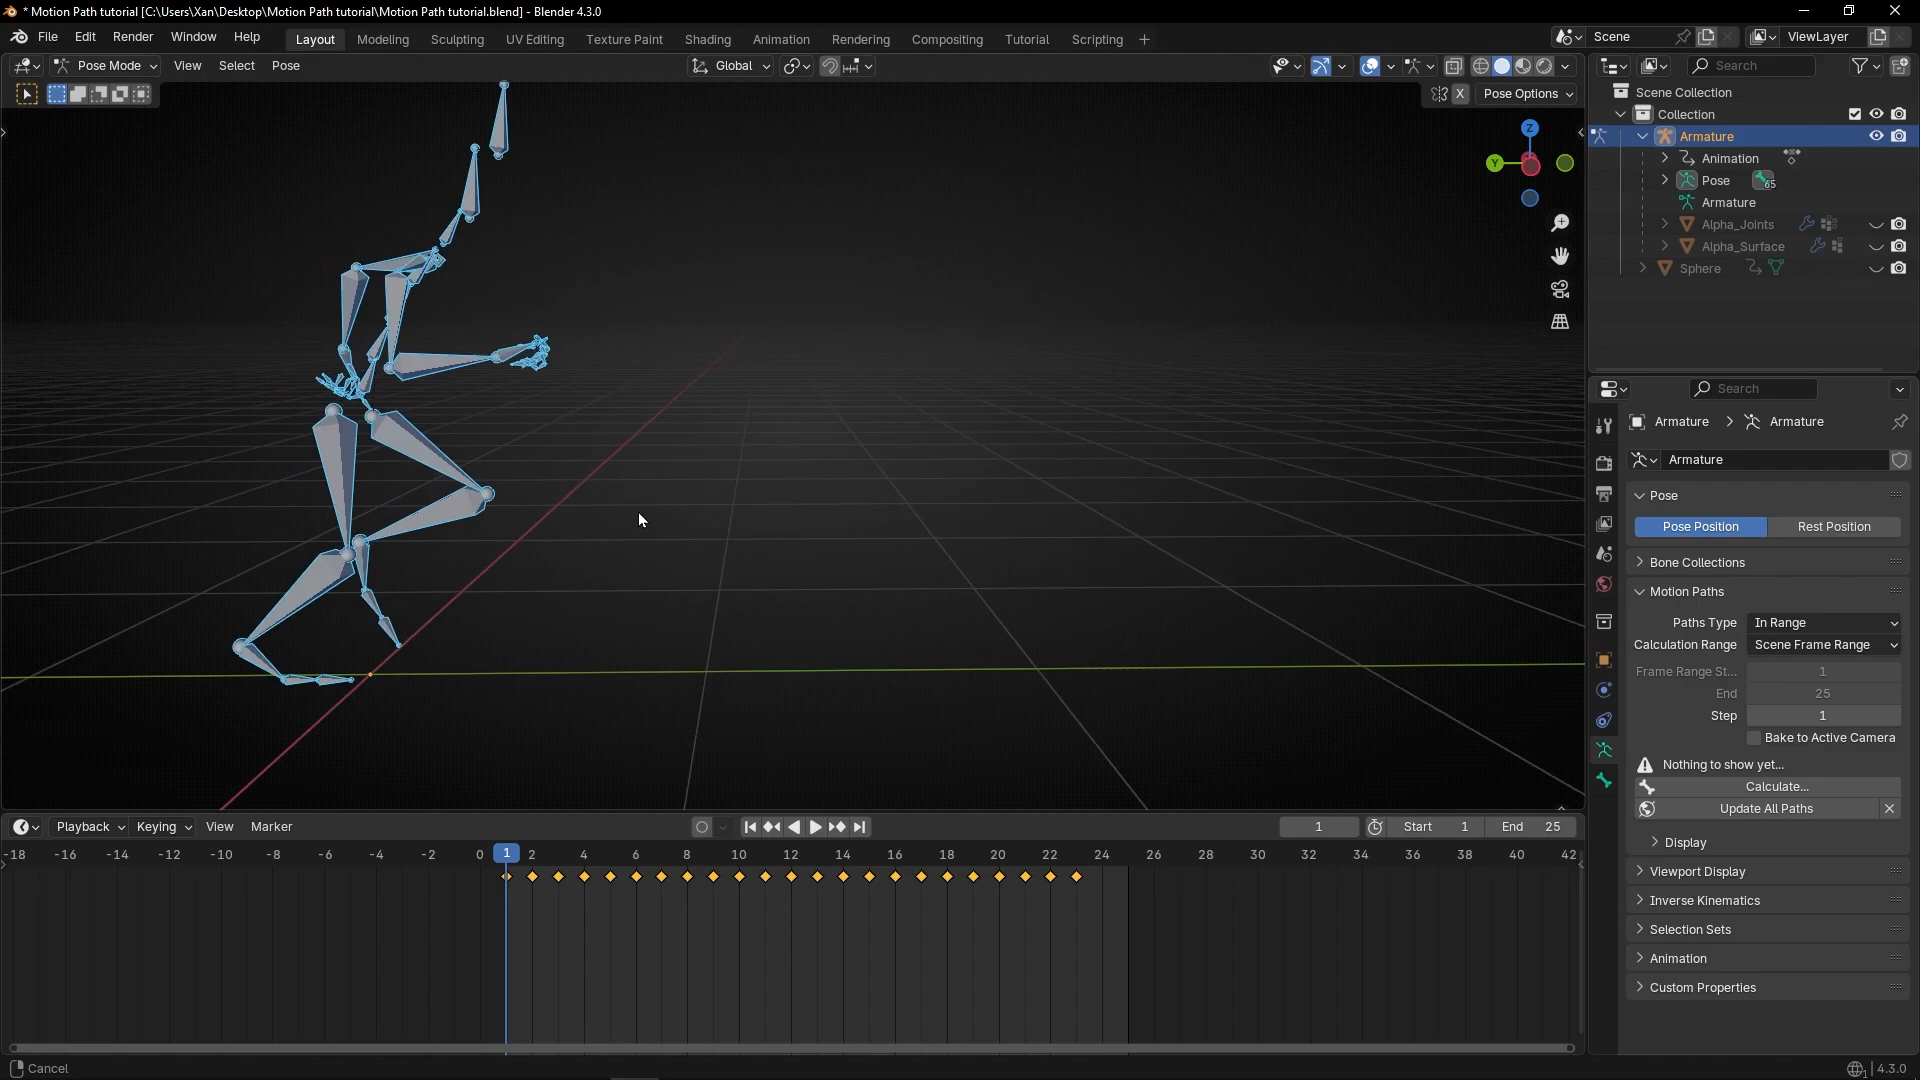 * Motion Path tutorial [C:\Users\Xan\Desktop\Motion Path tutorial\Motion Path tutorial.blend] - Blender 4.3.0
File Edit Render Window Help Layout Modeling Sculpting UV Editing Texture Paint Shading Animation Rendering Compositing Tutorial Scripting + Scene ViewLayer
Pose Mode View Select Pose Global Search
X Pose Options
Scene Collection
Collection
Armature
Animation
Pose 65
Armature
Alpha_Joints
Alpha_Surface
Sphere
Z
Y
Search
Armature > Armature
Armature
Pose
Pose Position Rest Position
Bone Collections
Motion Paths
Paths Type In Range
Calculation Range Scene Frame Range
Frame Range St... 1
End 25
Step 1
Bake to Active Camera
Nothing to show yet...
Calculate...
Update All Paths
Display
Viewport Display
Inverse Kinematics
Selection Sets
Animation
Custom Properties
Playback Keying View Marker 1 Start 1 End 25
-18 -16 -14 -12 -10 -8 -6 -4 -2 0 1 2 4 6 8 10 12 14 16 18 20 22 24 26 28 30 32 34 36 38 40 42
Cancel 1 4.3.0